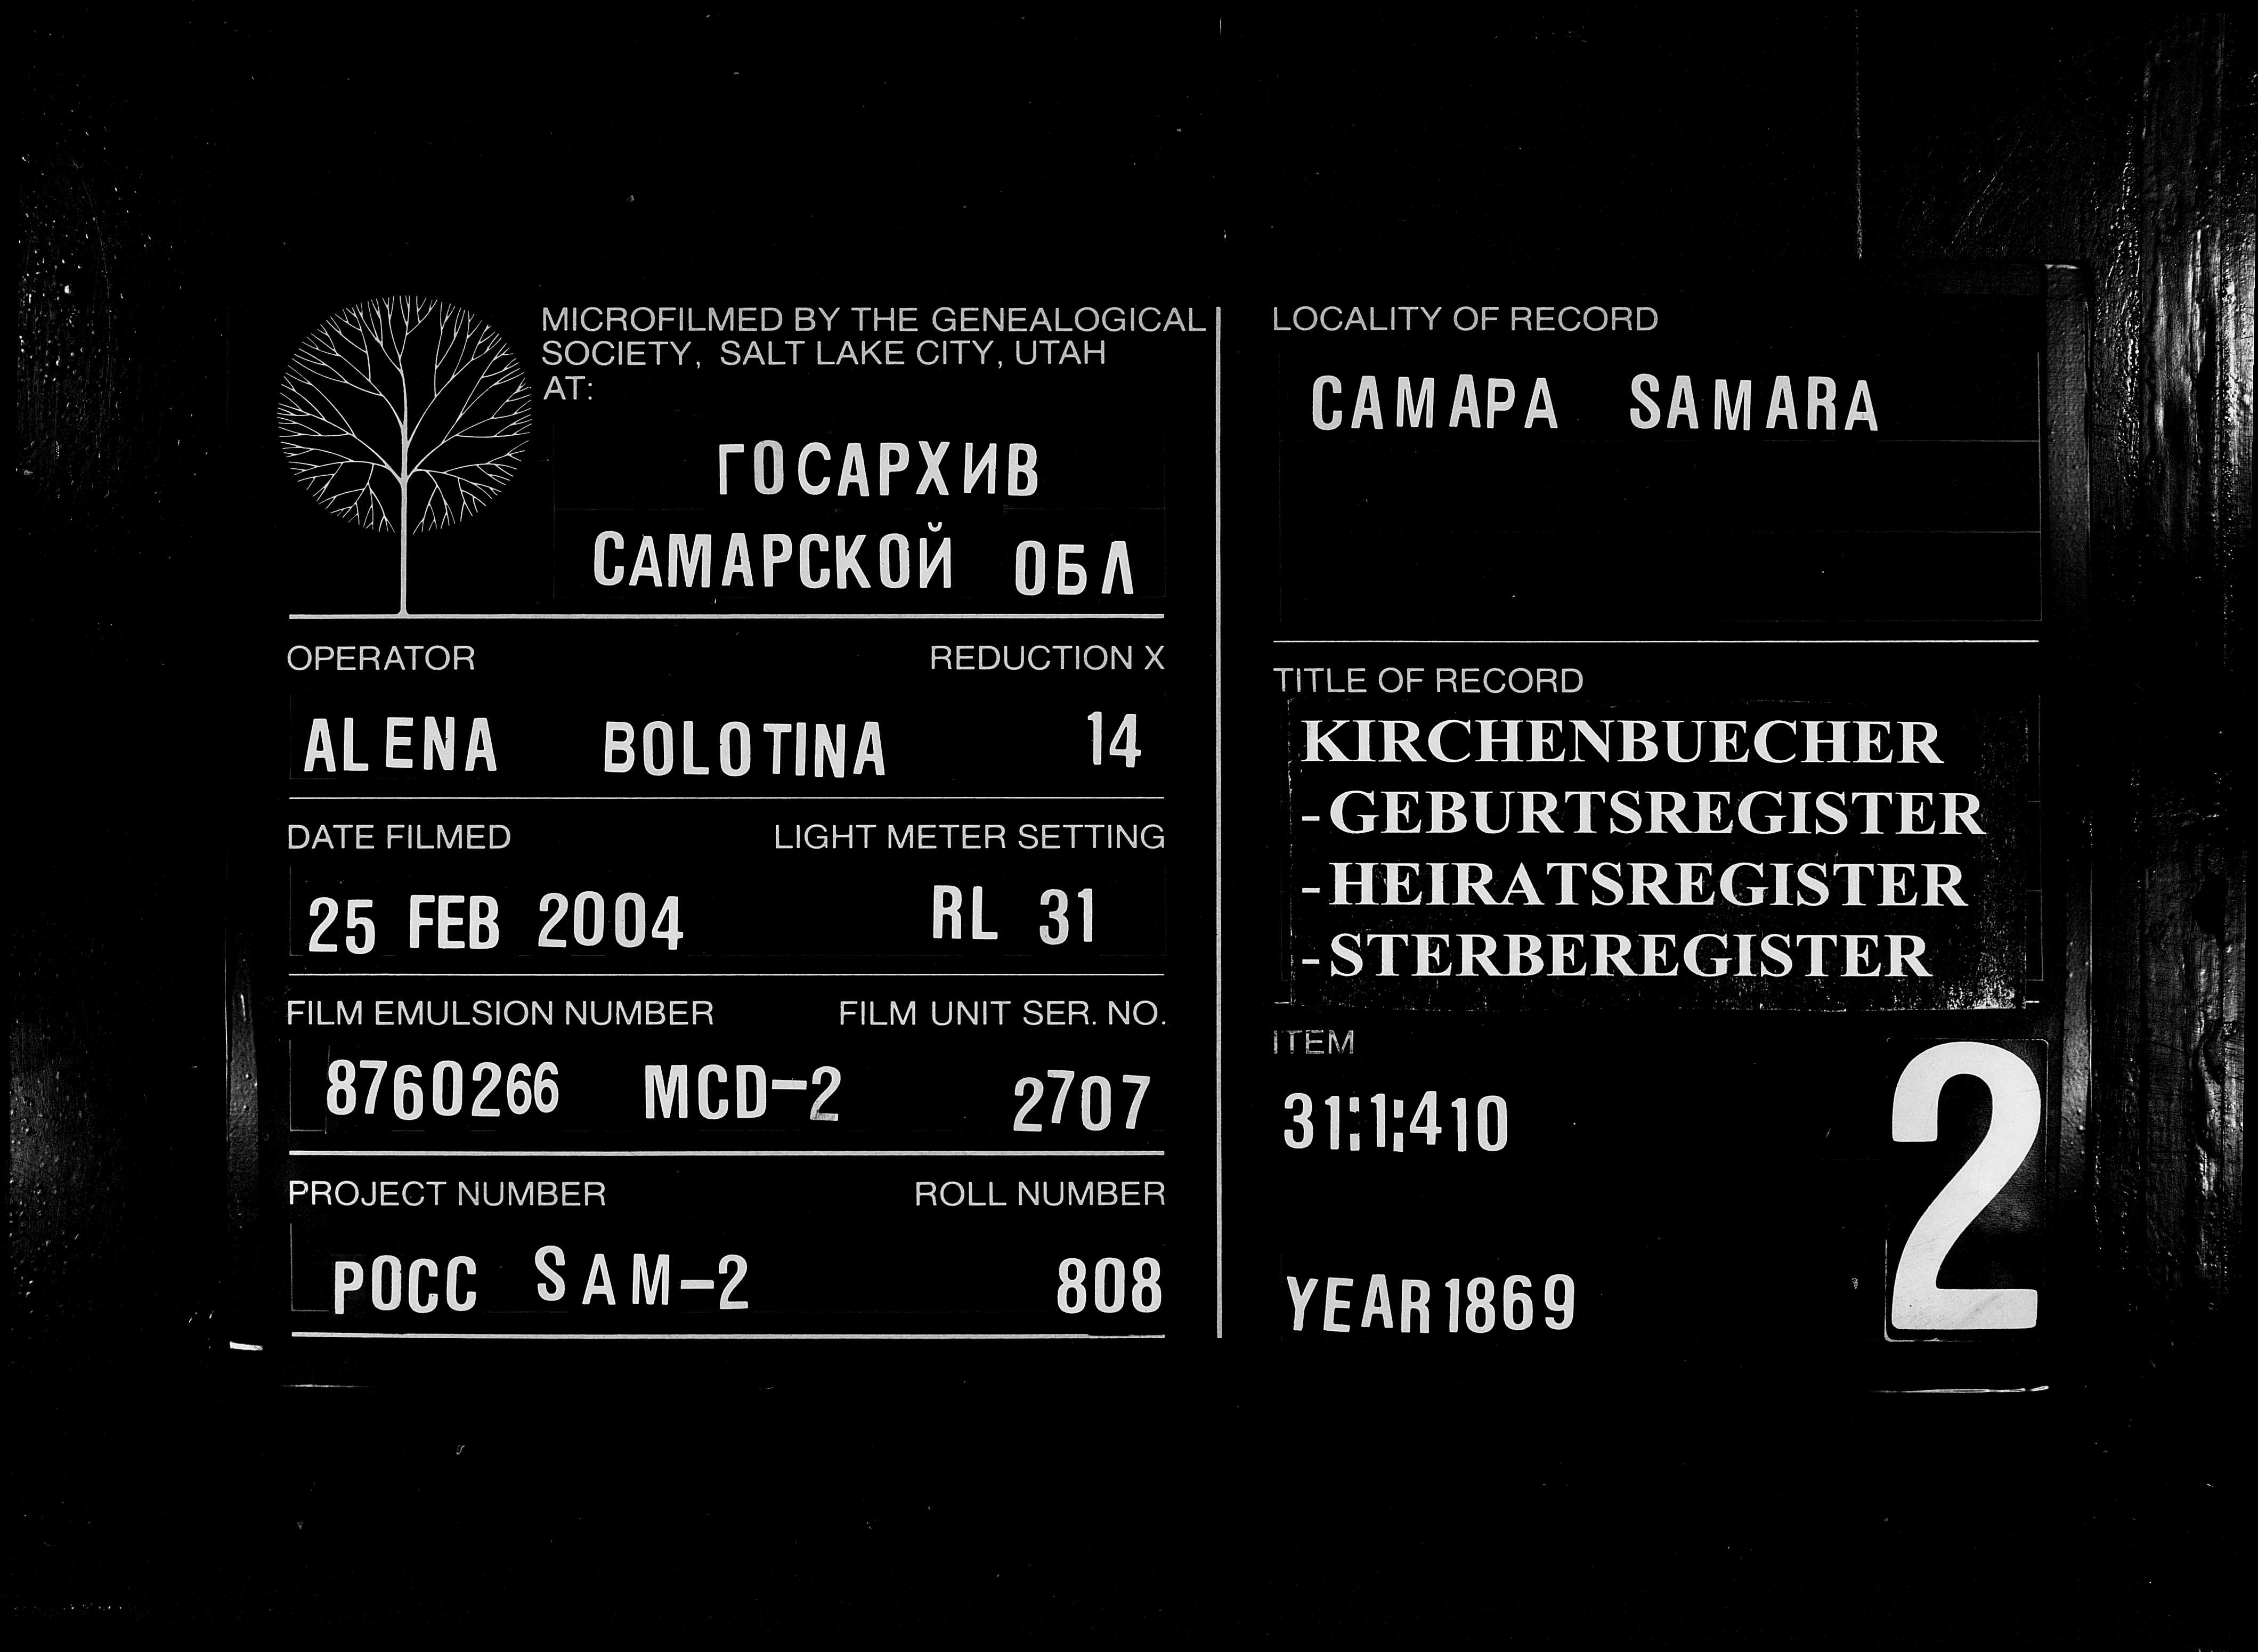 MICROFILMED BY THE GENEALOGICAL
SOCIETY, SALT LAKE CITY, UTAH
AT:
ГОСАРХИВ
САМАРСКОЙ ОБЛ
OPERATOR REDUCTION X
ALENA BOLOTINA 14
DATE FILMED LIGHT METER SETTING
25 FEB 2004 RL 31
FILM EMULSION NUMBER FILM UNIT SER. NO.
8760266 MCD-2 2707
PROJECT NUMBER ROLL NUMBER
РОСС SAM-2 808
LOCALITY OF RECORD
САМАРА SAMARA
TITLE OF RECORD
KIRCHENBUECHER
-GEBURTSREGISTER
-HEIRATSREGISTER
-STERBEREGISTER
ITEM
31:1:410
2
YEAR 1869